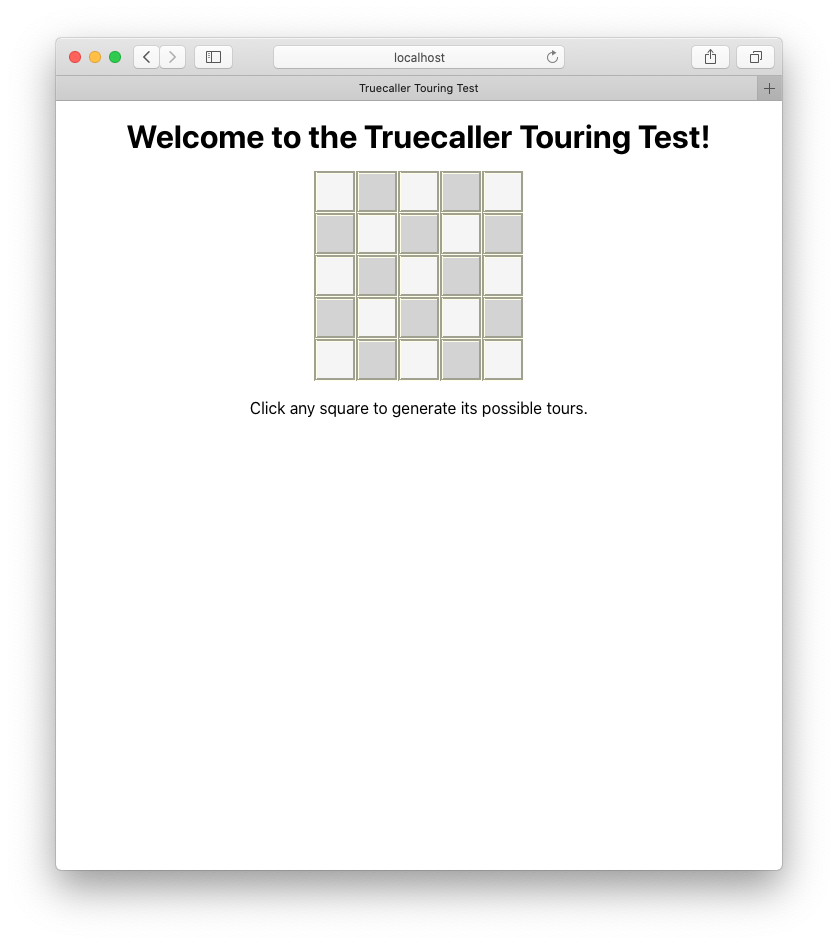 localhost
Truecaller Touring Test
Welcome to the Truecaller Touring Test!
Click any square to generate its possible tours.